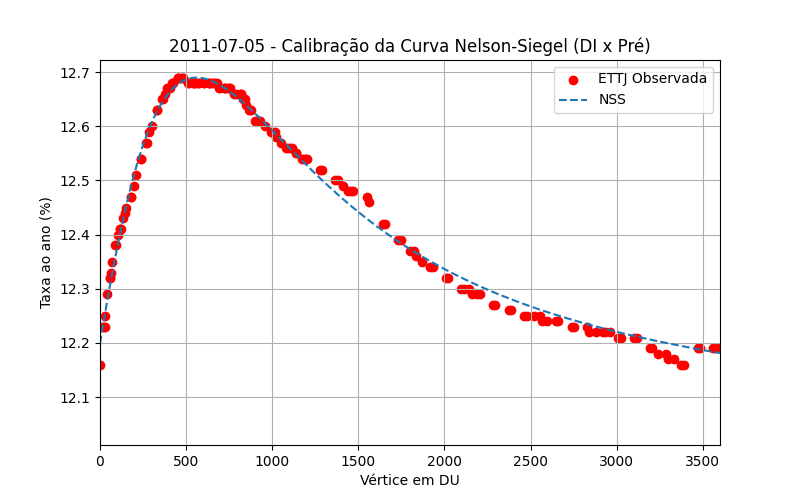 2011-07-05 - Calibração da Curva Nelson-Siegel (DI x Pré)
ETTJ Observada
NSS
Taxa ao ano (%)
12.7
12.6
12.5
12.4
12.3
12.2
12.1
0 500 1000 1500 2000 2500 3000 3500
Vértice em DU